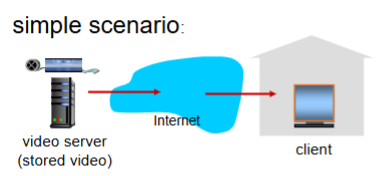 simple scenario:
Internet
video server
(stored video)
client